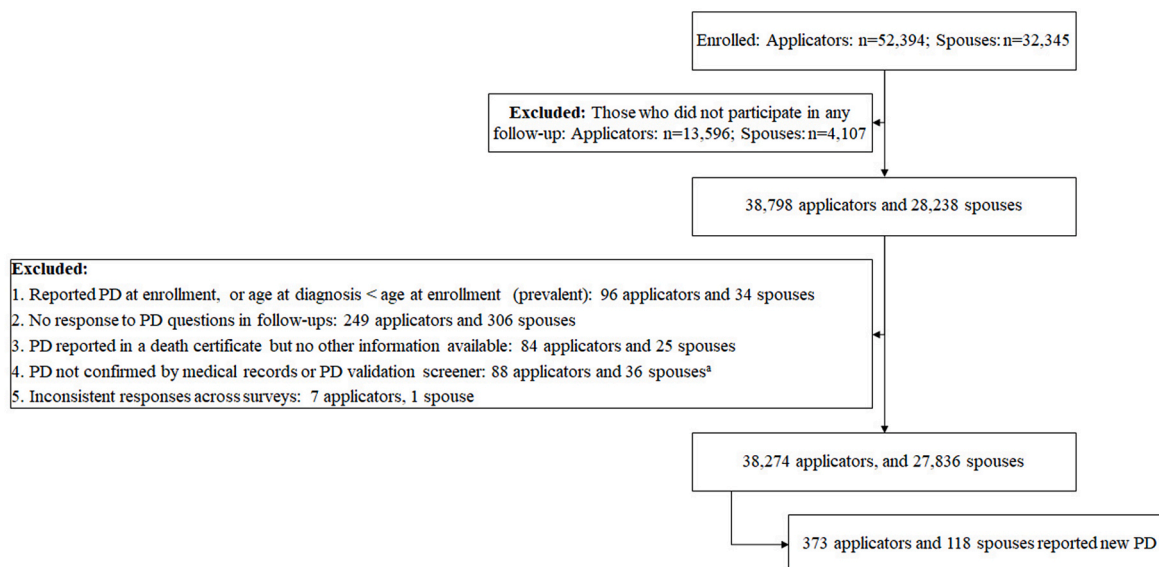 Enrolled: Applicators: n=52,394; Spouses: n=32,345
Excluded: Those who did not participate in any
follow-up: Applicators: n=13,596; Spouses: n=4,107
38,798 applicators and 28,238 spouses
Excluded:
1. Reported PD at enrollment, or age at diagnosis < age at enrollment (prevalent): 96 applicators and 34 spouses
2. No response to PD questions in follow-ups: 249 applicators and 306 spouses
3. PD reported in a death certificate but no other information available: 84 applicators and 25 spouses
4. PD not confirmed by medical records or PD validation screener: 88 applicators and 36 spousesᵃ
5. Inconsistent responses across surveys: 7 applicators, 1 spouse
38,274 applicators, and 27,836 spouses
373 applicators and 118 spouses reported new PD